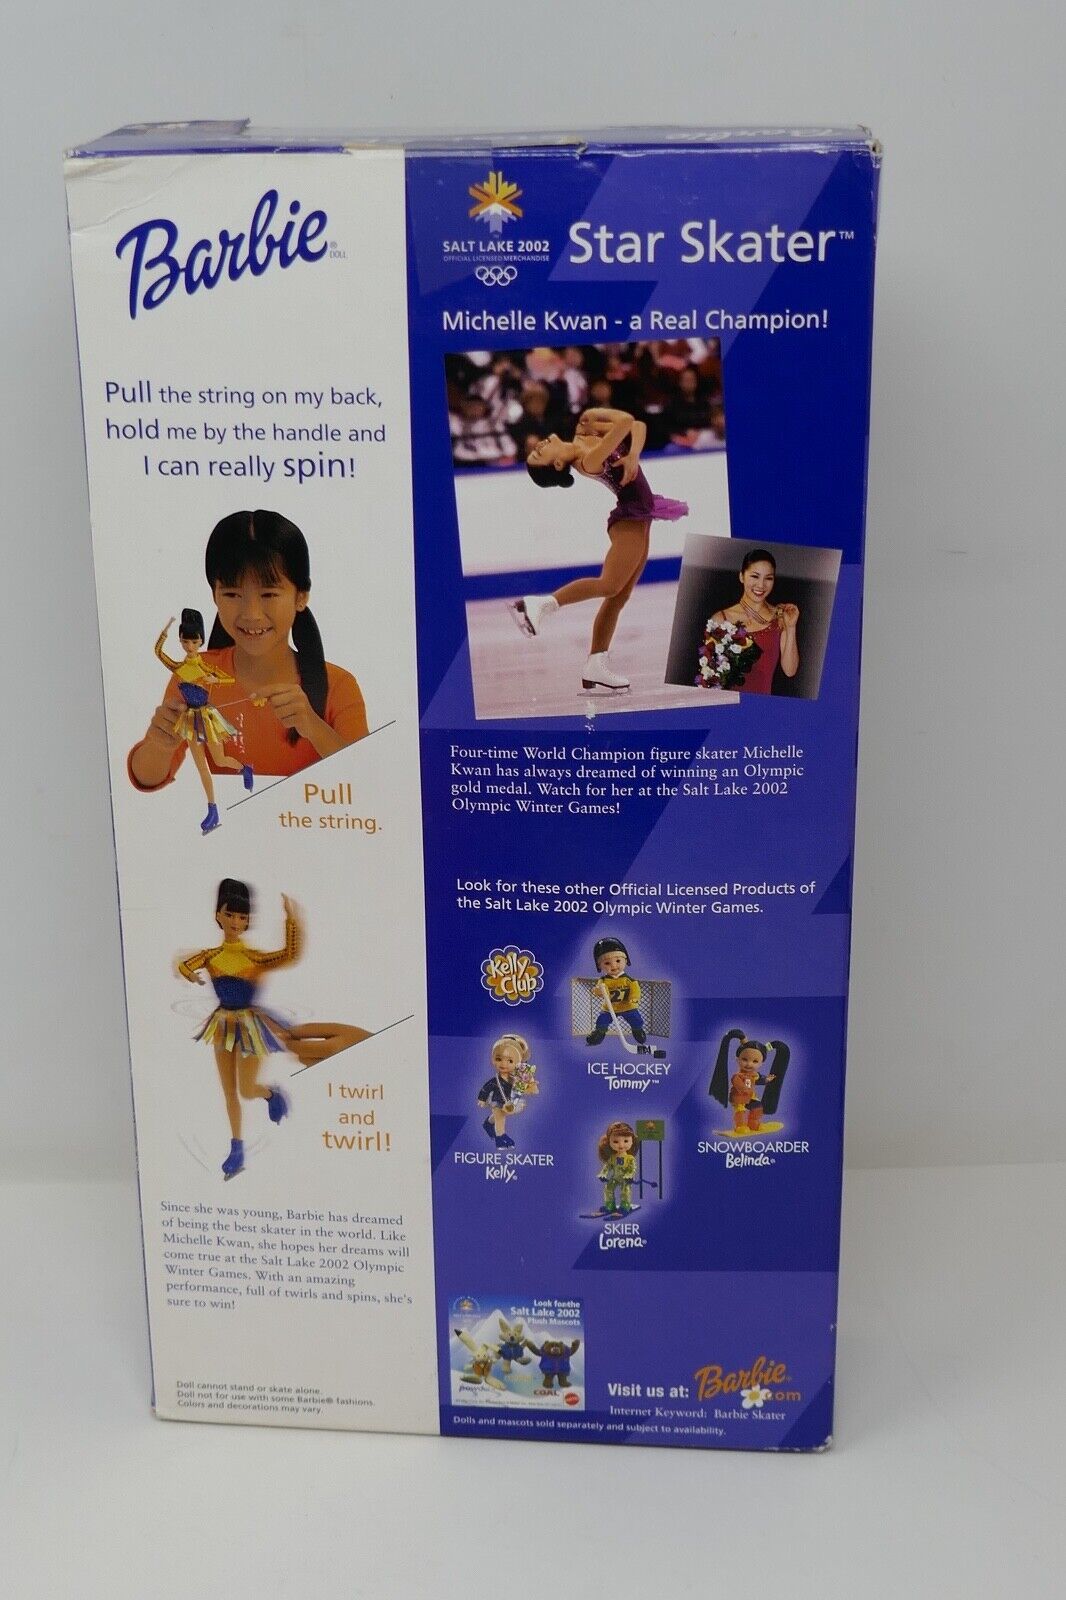 Barbie
Barbie® DOLL
Pull the string on my back,
hold me by the handle and
I can really spin!
Pull
the string.
I twirl
and
twirl!
Since she was young, Barbie has dreamed
of being the best skater in the world. Like
Michelle Kwan, she hopes her dreams will
come true at the Salt Lake 2002 Olympic
Winter Games. With an amazing
performance, full of twirls and spins, she's
sure to win!
Doll cannot stand or skate alone.
Doll not for use with some Barbie® fashions.
Colors and decorations may vary.
SALT LAKE 2002
OFFICIAL LICENSED MERCHANDISE
Star Skater™
Michelle Kwan - a Real Champion!
Four-time World Champion figure skater Michelle
Kwan has always dreamed of winning an Olympic
gold medal. Watch for her at the Salt Lake 2002
Olympic Winter Games!
Look for these other Official Licensed Products of
the Salt Lake 2002 Olympic Winter Games.
Kelly
Club
27
ICE HOCKEY
Tommy™
FIGURE SKATER
Kelly®
SNOWBOARDER
Belinda®
SKIER
Lorena®
Look for the
Salt Lake 2002
Plush Mascots
powder
COAL
Visit us at: Barbie.com
Internet Keyword: Barbie Skater
Dolls and mascots sold separately and subject to availability.